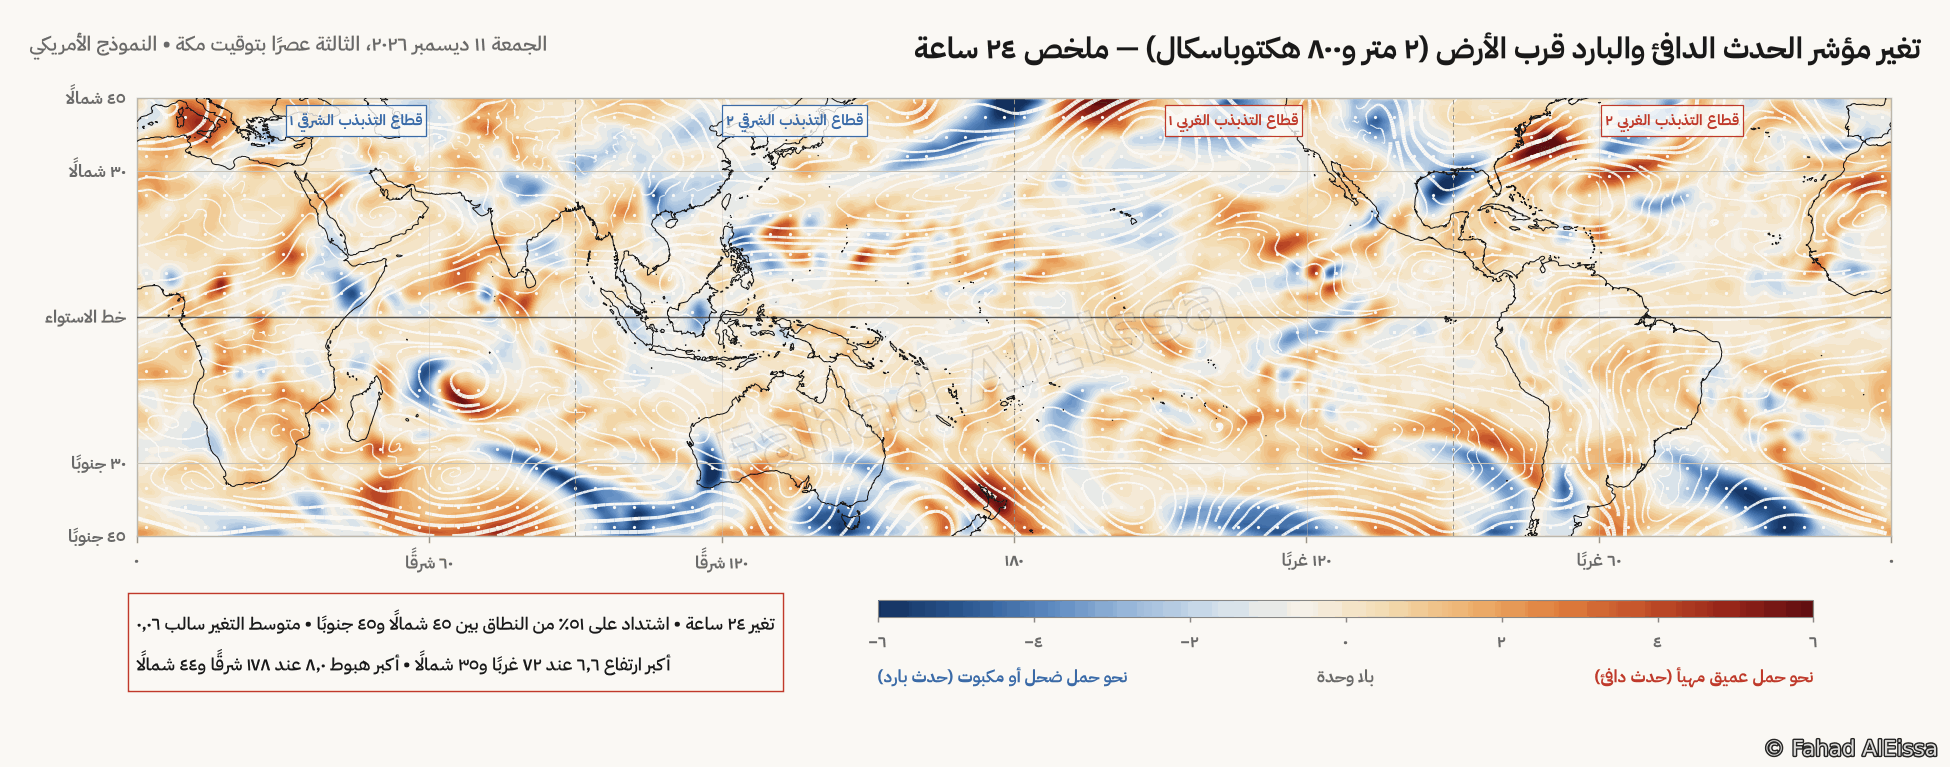 تغير مؤشر الحدث الدافئ والبارد قرب الأرض (٢ متر و٨٠٠ هكتوباسكال) — ملخص ٢٤ ساعة
الجمعة ١١ ديسمبر ٢٠٢٦، الثالثة عصرًا بتوقيت مكة • النموذج الأمريكي
قطاع التذبذب الشرقي ١
قطاع التذبذب الشرقي ٢
قطاع التذبذب الغربي ١
قطاع التذبذب الغربي ٢
٤٥ شمالًا
٣٠ شمالًا
خط الاستواء
٣٠ جنوبًا
٤٥ جنوبًا
Fahad AlEissa
٠
٦٠ شرقًا
١٢٠ شرقًا
١٨٠
١٢٠ غربًا
٦٠ غربًا
٠
تغير ٢٤ ساعة • اشتداد على ٥١٪ من النطاق بين ٤٥ شمالًا و٤٥ جنوبًا • متوسط التغير سالب ٠,٠٦
أكبر ارتفاع ٦,٦ عند ٧٢ غربًا و٣٥ شمالًا • أكبر هبوط ٨,٠ عند ١٧٨ شرقًا و٤٤ شمالًا
−٦
−٤
−٢
٠
٢
٤
٦
نحو حمل ضحل أو مكبوت (حدث بارد)
بلا وحدة
نحو حمل عميق مهيأ (حدث دافئ)
© Fahad AlEissa